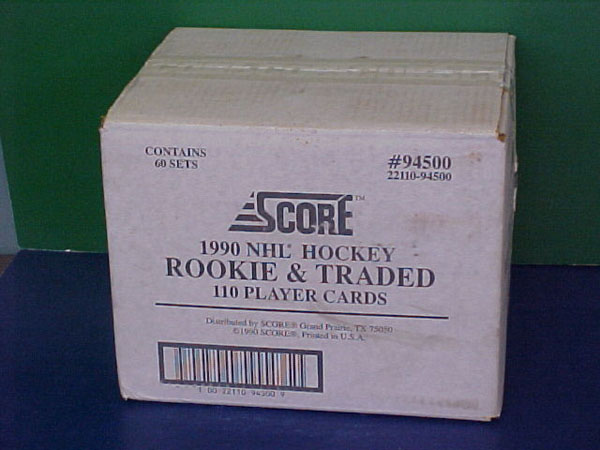 CONTAINS
60 SETS
#94500
22110-94500
SCORE™
1990 NHL HOCKEY
ROOKIE & TRADED
110 PLAYER CARDS
Distributed by SCORE® Grand Prairie, TX 75050
©1990 SCORE®, Printed in U.S.A.
1 00 22110 94500 9